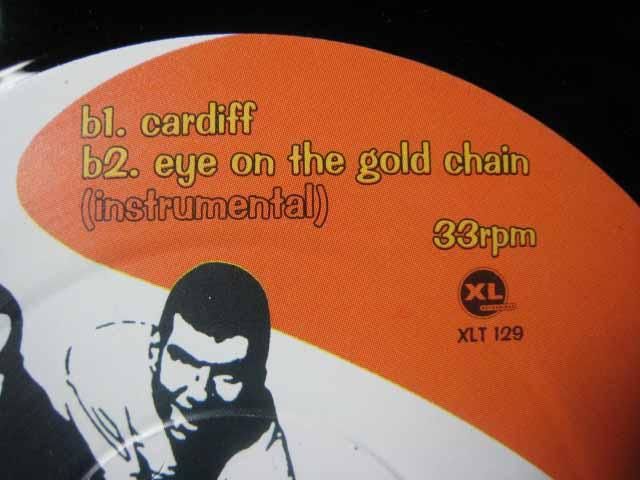 b1. cardiff
b2. eye on the gold chain
(instrumental)
33rpm
XL
XLT 129